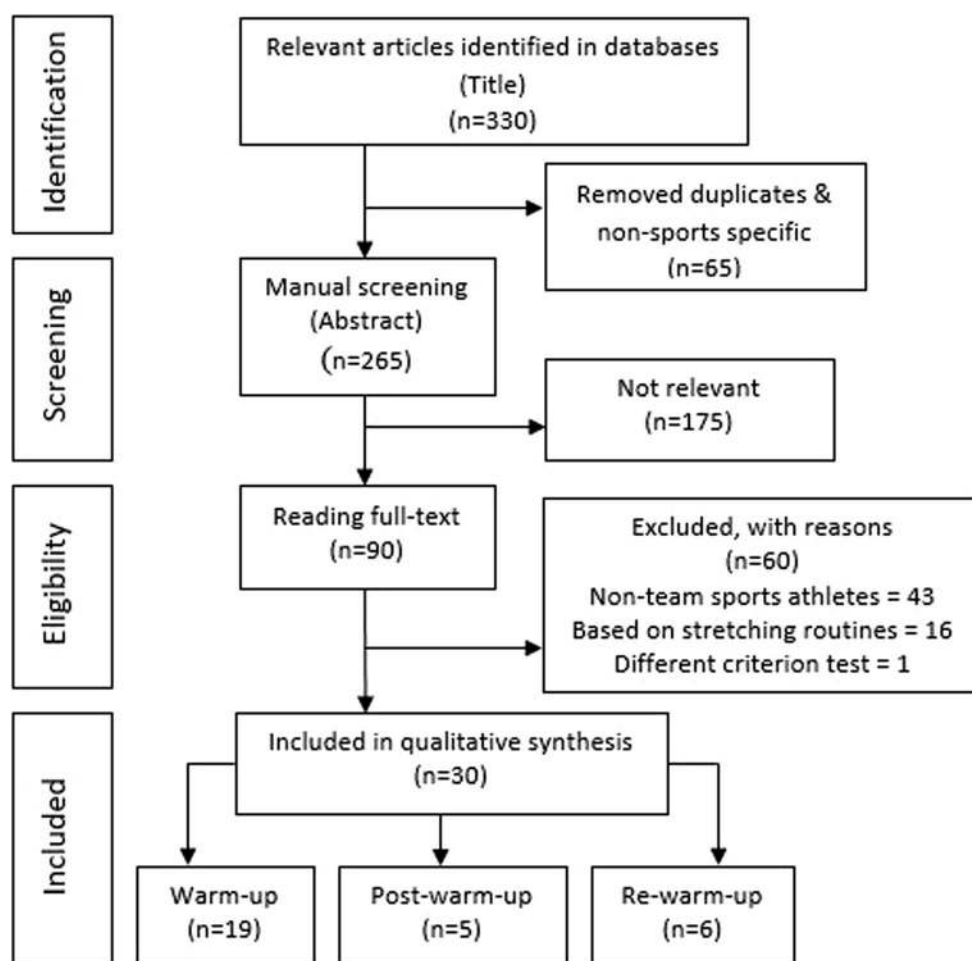 Identification
Relevant articles identified in databases
(Title)
(n=330)
Removed duplicates &
non-sports specific
(n=65)
Screening
Manual screening
(Abstract)
(n=265)
Not relevant
(n=175)
Eligibility
Reading full-text
(n=90)
Excluded, with reasons
(n=60)
Non-team sports athletes = 43
Based on stretching routines = 16
Different criterion test = 1
Included
Included in qualitative synthesis
(n=30)
Warm-up
(n=19)
Post-warm-up
(n=5)
Re-warm-up
(n=6)